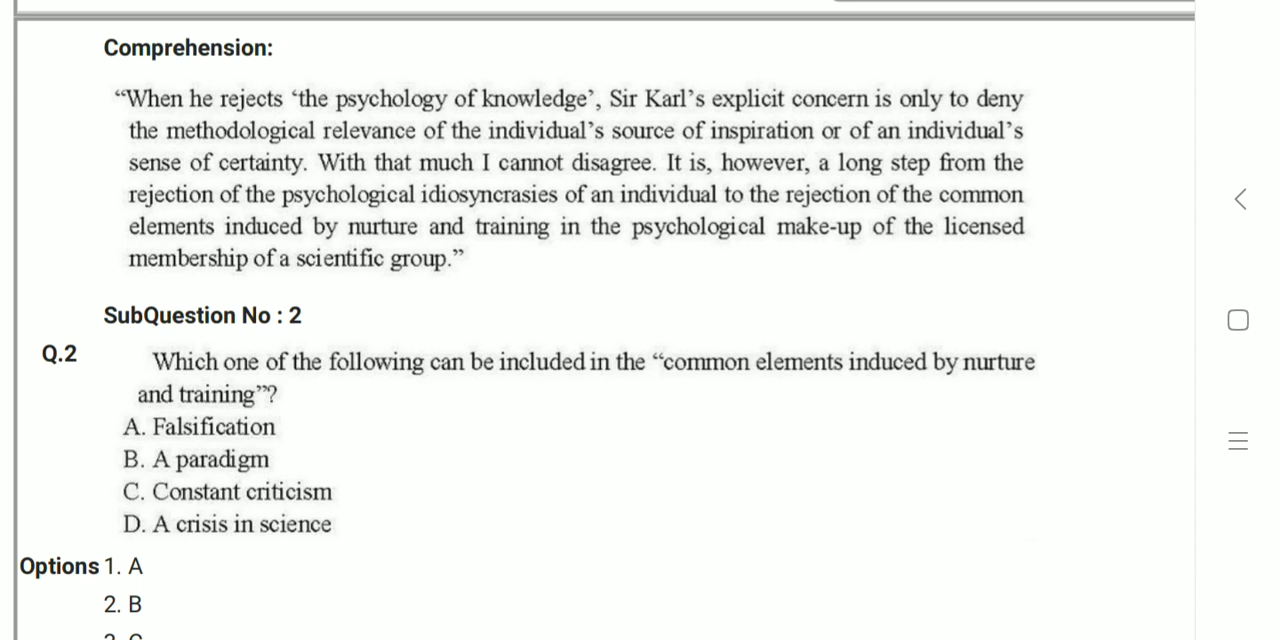 Comprehension:
“When he rejects ‘the psychology of knowledge’, Sir Karl’s explicit concern is only to deny
the methodological relevance of the individual’s source of inspiration or of an individual’s
sense of certainty. With that much I cannot disagree. It is, however, a long step from the
rejection of the psychological idiosyncrasies of an individual to the rejection of the common
elements induced by nurture and training in the psychological make-up of the licensed
membership of a scientific group.”
SubQuestion No : 2
Q.2 Which one of the following can be included in the “common elements induced by nurture
and training”?
A. Falsification
B. A paradigm
C. Constant criticism
D. A crisis in science
Options 1. A
2. B